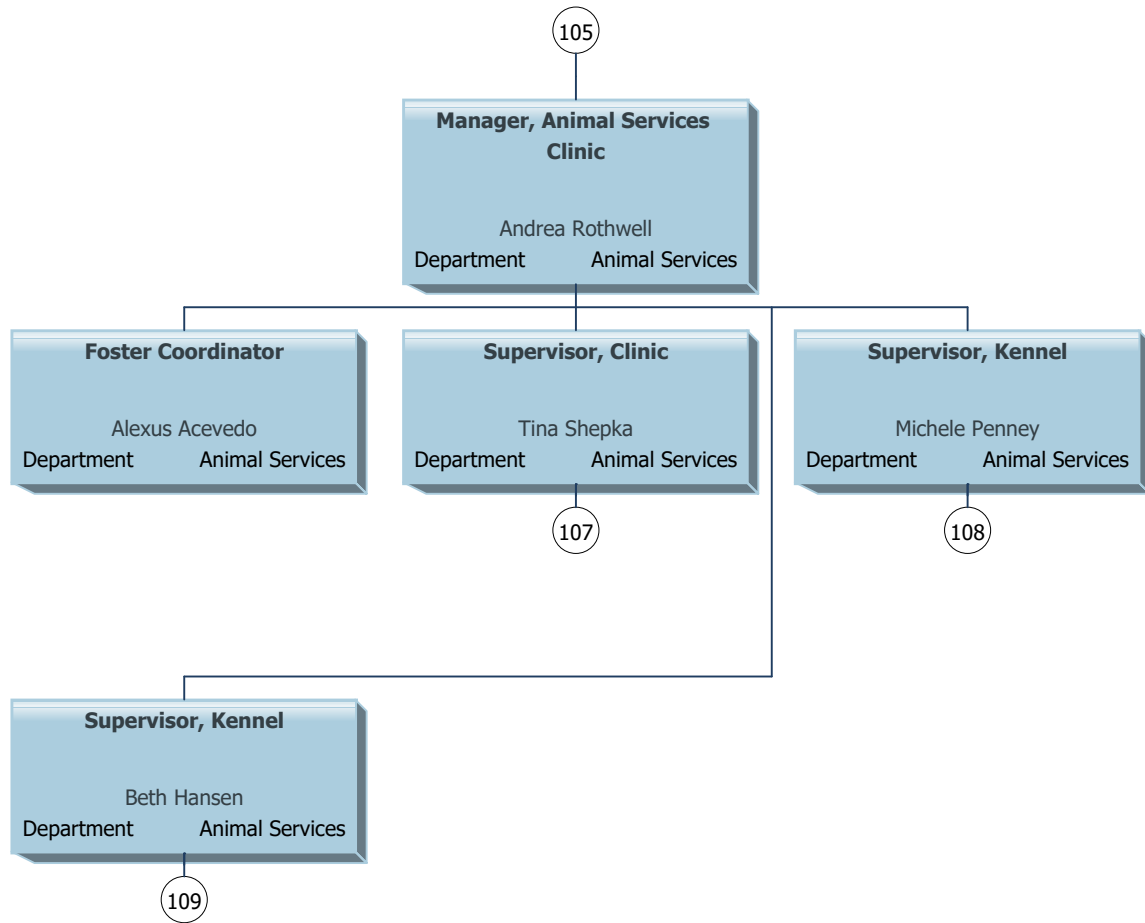 105
Manager, Animal Services
Clinic
Andrea Rothwell
Department Animal Services
Foster Coordinator
Alexus Acevedo
Department Animal Services
Supervisor, Clinic
Tina Shepka
Department Animal Services
107
Supervisor, Kennel
Michele Penney
Department Animal Services
108
Supervisor, Kennel
Beth Hansen
Department Animal Services
109